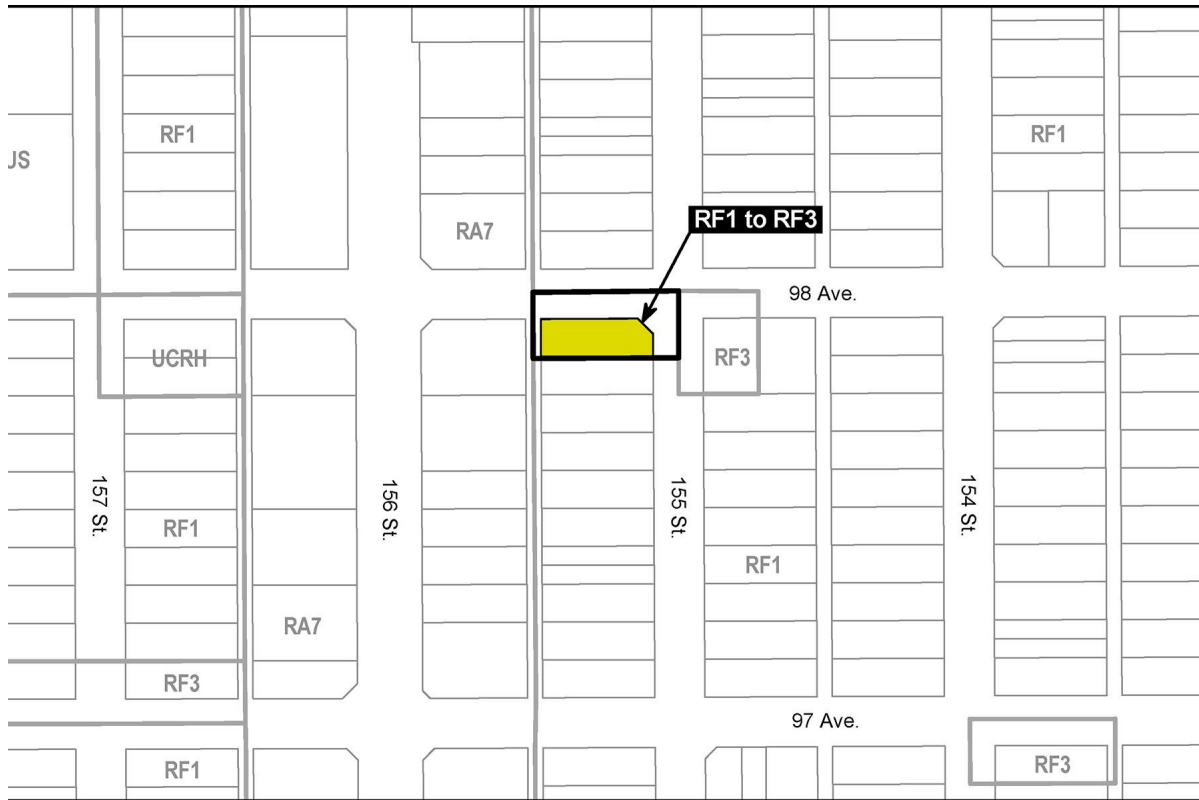 RF1
RF1
US
RF1 to RF3
RA7
98 Ave.
UCRH
RF3
157 St.
156 St.
155 St.
154 St.
RF1
RF1
RA7
RF3
97 Ave.
RF1
RF3